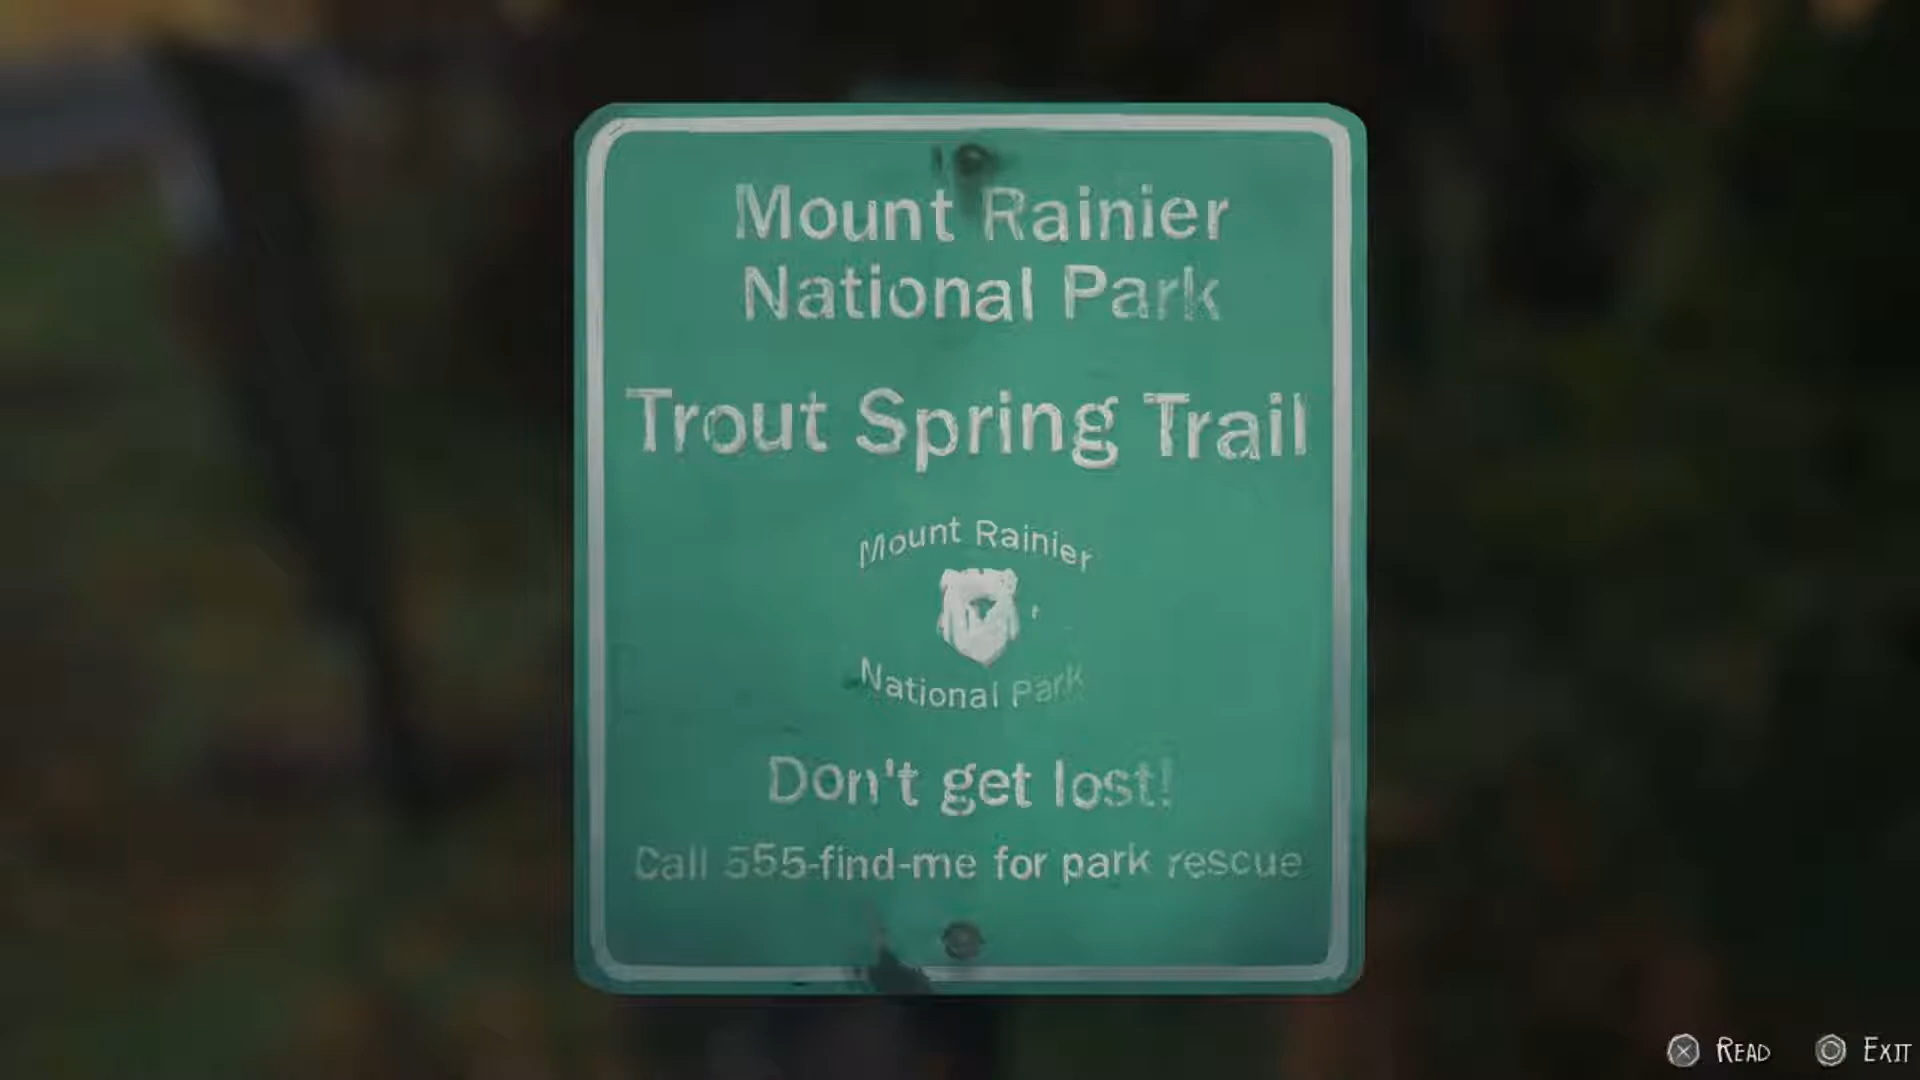 Mount Rainier
National Park
Trout Spring Trail
Mount Rainier
National Park
Don't get lost!
Call 555-find-me for park rescue
READ EXIT